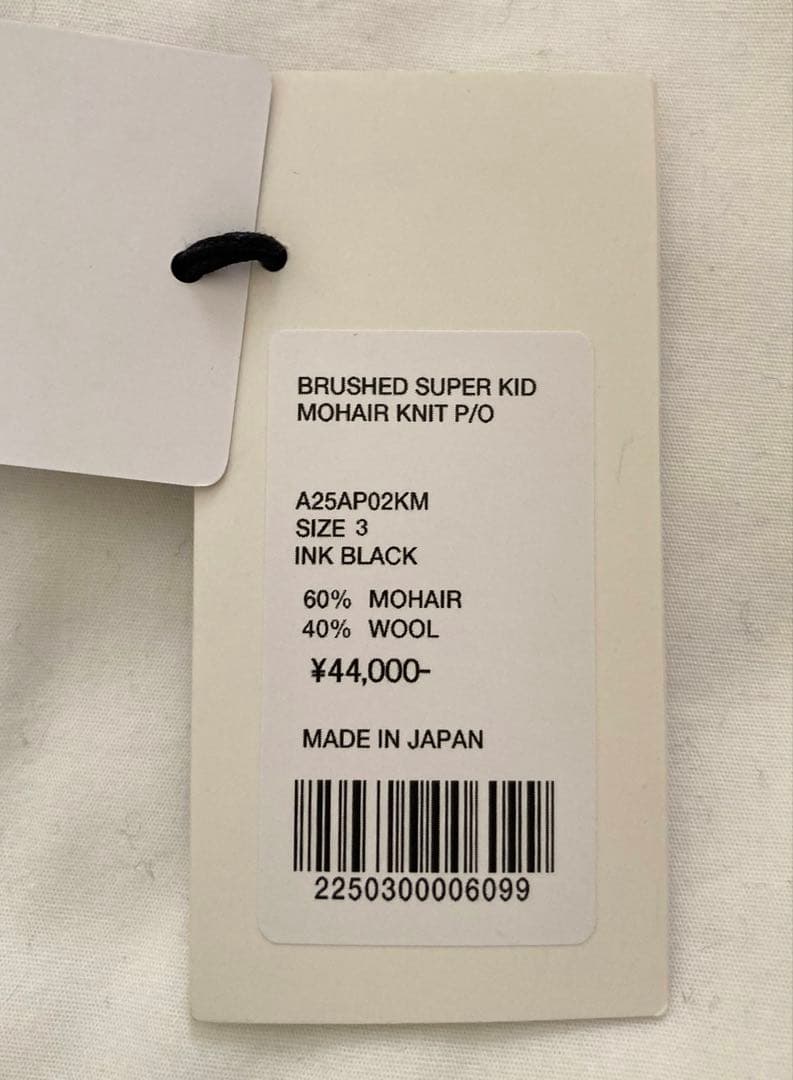 BRUSHED SUPER KID
MOHAIR KNIT P/O
A25AP02KM
SIZE 3
INK BLACK
60% MOHAIR
40% WOOL
¥44,000-
MADE IN JAPAN
2250300006099